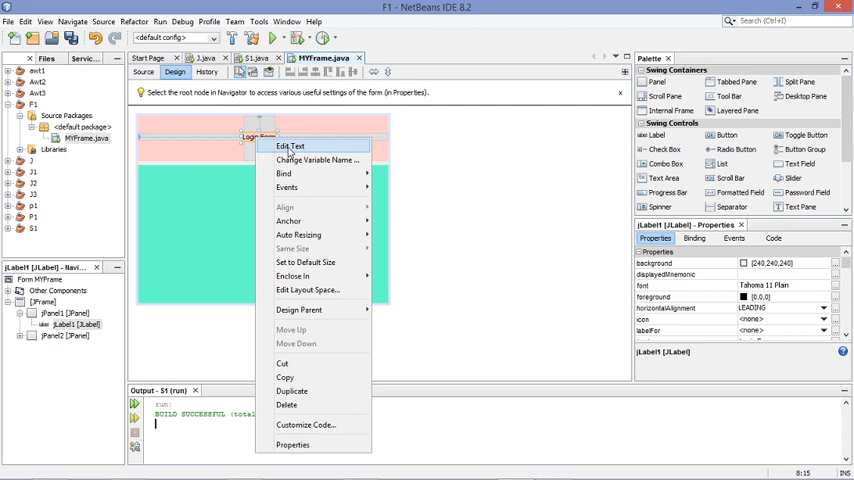 F1 - NetBeans IDE 8.2
File Edit View Navigate Source Refactor Run Debug Profile Team Tools Window Help
Search (Ctrl+I)
<default config>
Files Servic...
Start Page J.java S1.java MYFrame.java
Source Design History
Select the root node in Navigator to access various useful settings of the form (in Properties).
awt1
Awt2
Awt3
F1
Source Packages
<default package>
MYFrame.java
Libraries
J
J1
J2
J3
p1
P1
S1
jLabel1 [JLabel] - Navi...
Form MYFrame
Other Components
[JFrame]
jPanel1 [JPanel]
jLabel1 [JLabel]
jPanel2 [JPanel]
Login Form
Edit Text
Change Variable Name ...
Bind
Events
Align
Anchor
Auto Resizing
Same Size
Set to Default Size
Enclose In
Edit Layout Space...
Design Parent
Move Up
Move Down
Cut
Copy
Duplicate
Delete
Customize Code...
Properties
Output - S1 (run)
run:
BUILD SUCCESSFUL (total
Palette
Swing Containers
Panel Tabbed Pane Split Pane
Scroll Pane Tool Bar Desktop Pane
Internal Frame Layered Pane
Swing Controls
Label Button Toggle Button
Check Box Radio Button Button Group
Combo Box List Text Field
Text Area Scroll Bar Slider
Progress Bar Formatted Field Password Field
Spinner Separator Text Pane
jLabel1 [JLabel] - Properties
Properties Binding Events Code
Properties
background [240,240,240]
displayedMnemonic
font Tahoma 11 Plain
foreground [0,0,0]
horizontalAlignment LEADING
icon <none>
labelFor <none>
jLabel1 [JLabel]
8:15 INS